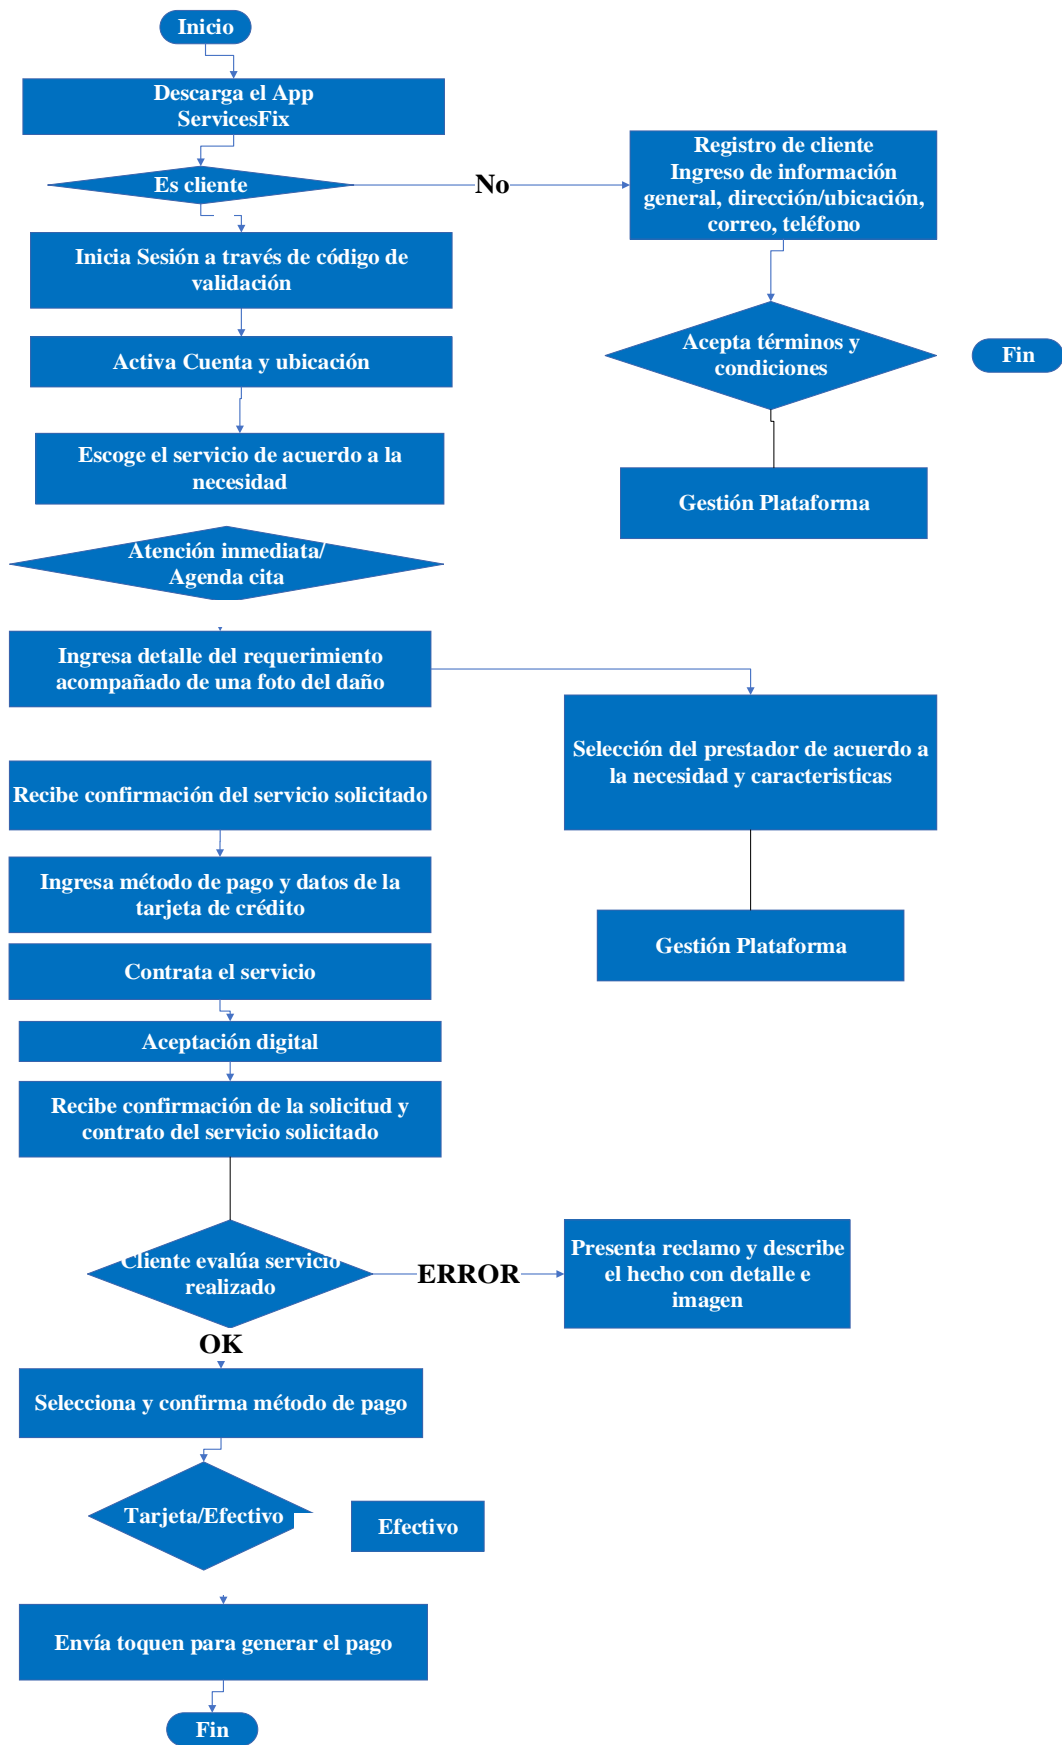 Inicio
Descarga el App
ServicesFix
Es cliente
No
Registro de cliente
Ingreso de información
general, dirección/ubicación,
correo, teléfono
Inicia Sesión a través de código de
validación
Activa Cuenta y ubicación
Acepta términos y
condiciones
Fin
Escoge el servicio de acuerdo a la
necesidad
Gestión Plataforma
Atención inmediata/
Agenda cita
Ingresa detalle del requerimiento
acompañado de una foto del daño
Selección del prestador de acuerdo a
la necesidad y caracteristicas
Recibe confirmación del servicio solicitado
Ingresa método de pago y datos de la
tarjeta de crédito
Gestión Plataforma
Contrata el servicio
Aceptación digital
Recibe confirmación de la solicitud y
contrato del servicio solicitado
Cliente evalúa servicio
realizado
ERROR
Presenta reclamo y describe
el hecho con detalle e
imagen
OK
Selecciona y confirma método de pago
Tarjeta/Efectivo
Efectivo
Envía toquen para generar el pago
Fin